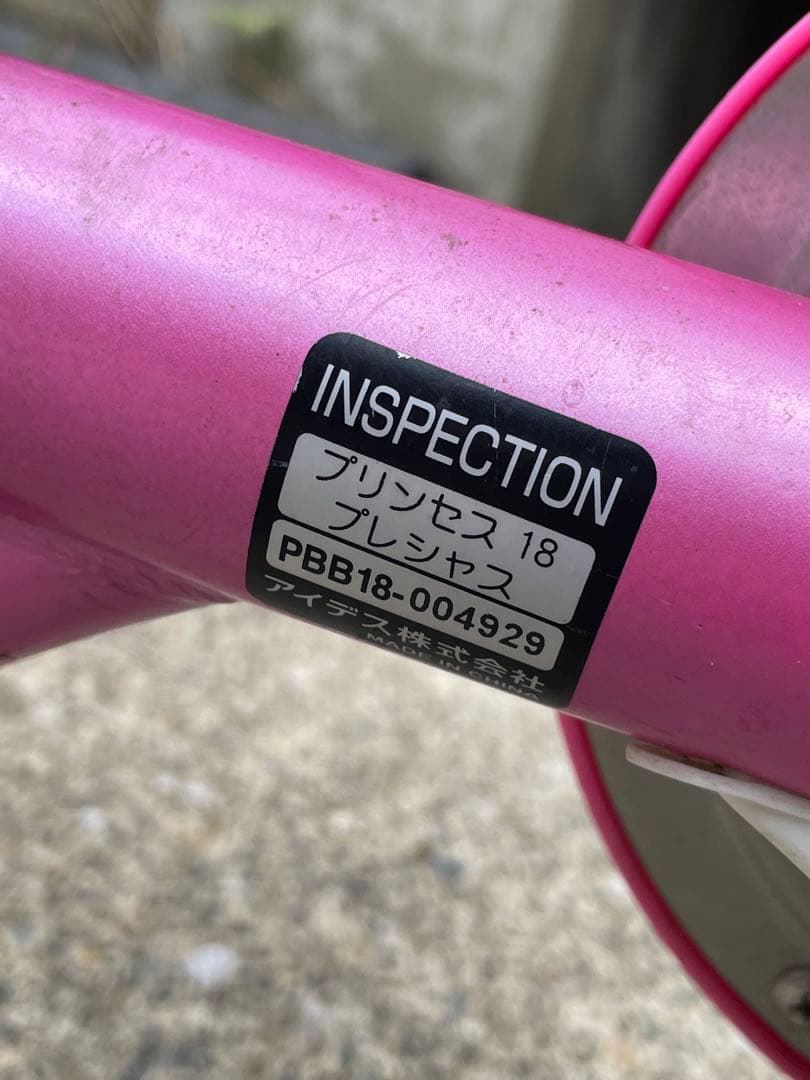 INSPECTION
プリンセス 18
プレシャス
PBB18-004929
アイデス株式会社
MADE IN CHINA